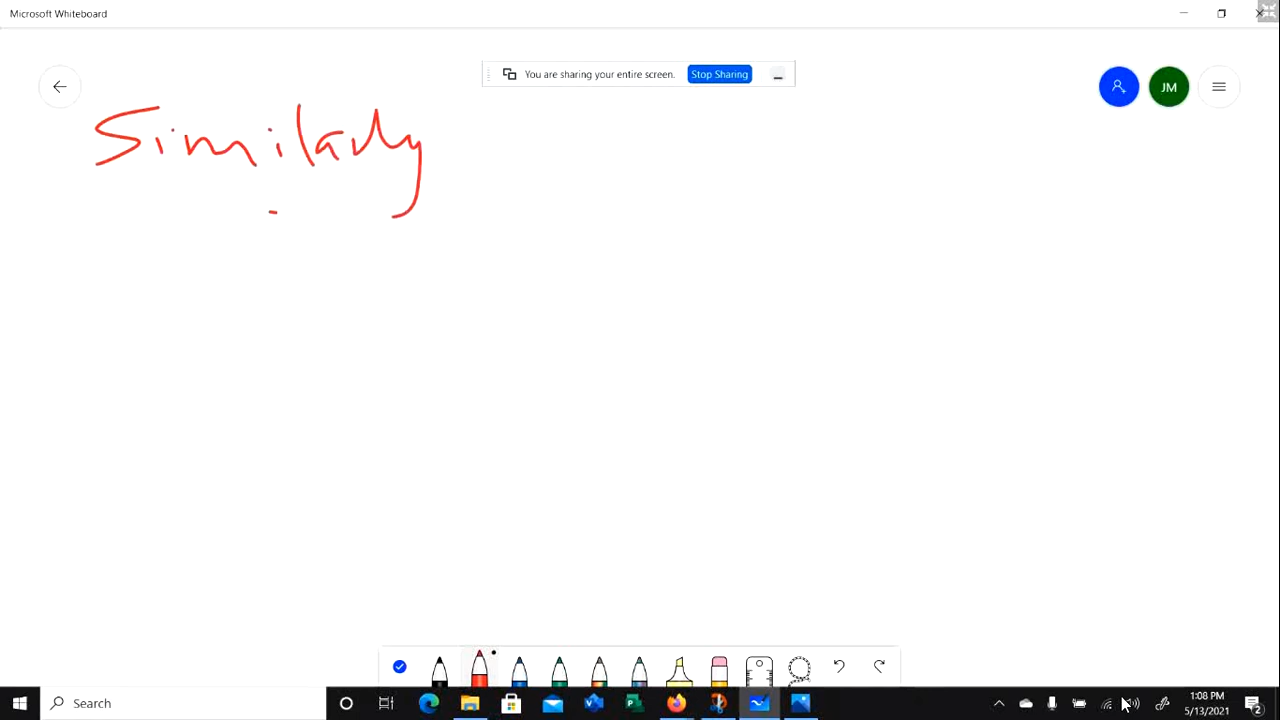 Microsoft Whiteboard
You are sharing your entire screen. Stop Sharing
JM
Similarly
Search
1:08 PM
5/13/2021
2